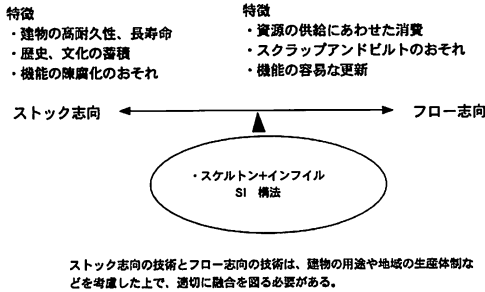 特徴
・建物の高耐久性、長寿命
・歴史、文化の蓄積
・機能の陳腐化のおそれ
特徴
・資源の供給にあわせた消費
・スクラップアンドビルトのおそれ
・機能の容易な更新
ストック志向
フロー志向
・スケルトン+インフイル
SI 構法
ストック志向の技術とフロー志向の技術は、建物の用途や地域の生産体制な
どを考慮した上で、適切に融合を図る必要がある。